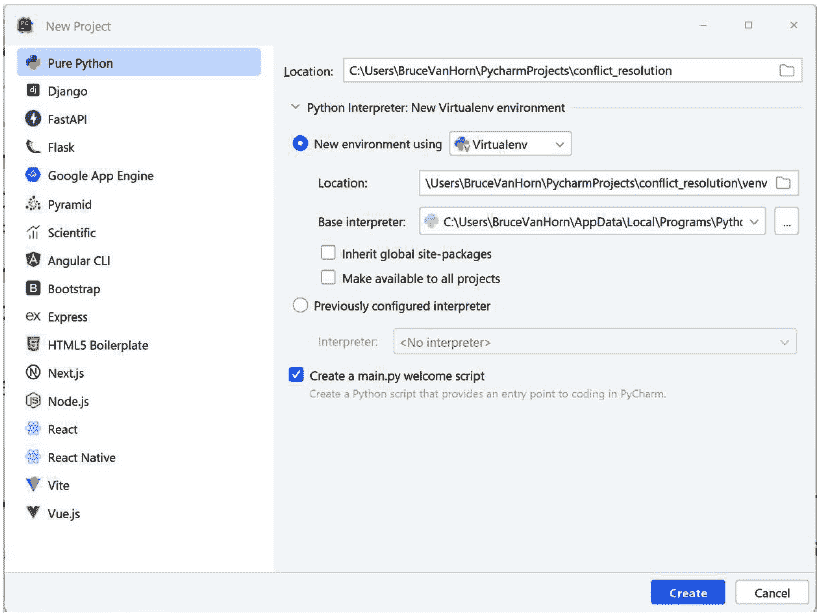 New Project
Pure Python
Django
FastAPI
Flask
Google App Engine
Pyramid
Scientific
Angular CLI
Bootstrap
Express
HTML5 Boilerplate
Next.js
Node.js
React
React Native
Vite
Vue.js
Location: C:\Users\BruceVanHorn\PycharmProjects\conflict_resolution
Python Interpreter: New Virtualenv environment
New environment using Virtualenv
Location: \Users\BruceVanHorn\PycharmProjects\conflict_resolution\venv
Base interpreter: C:\Users\BruceVanHorn\AppData\Local\Programs\Pythc ...
Inherit global site-packages
Make available to all projects
Previously configured interpreter
Interpreter: <No interpreter>
Create a main.py welcome script
Create a Python script that provides an entry point to coding in PyCharm.
Create Cancel